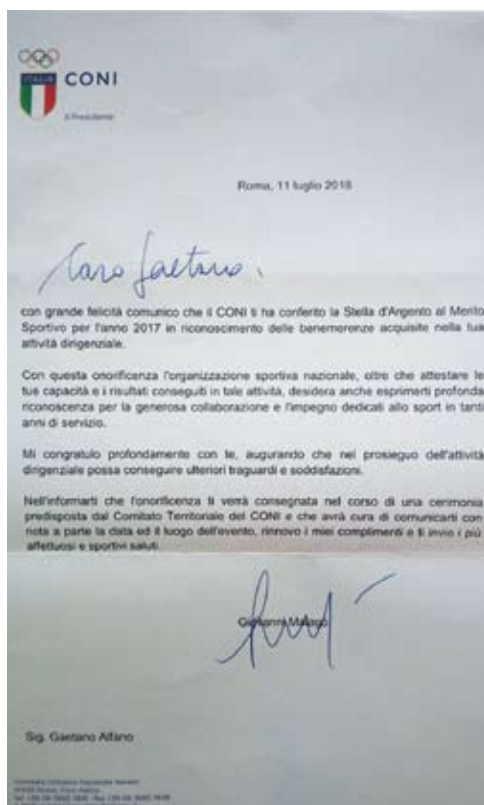 ITALIA
CONI
Il Presidente
Roma, 11 luglio 2018
Caro Gaetano,
con grande felicità comunico che il CONI ti ha conferito la Stella d'Argento al Merito
Sportivo per l'anno 2017 in riconoscimento delle benemerenze acquisite nella tua
attività dirigenziale.
Con questa onorificenza l'organizzazione sportiva nazionale, oltre che attestare le
tue capacità e i risultati conseguiti in tale attività, desidera anche esprimerti profonda
riconoscenza per la generosa collaborazione e l'impegno dedicati allo sport in tanti
anni di servizio.
Mi congratulo profondamente con te, augurando che nel prosieguo dell'attività
dirigenziale possa conseguire ulteriori traguardi e soddisfazioni.
Nell'informarti che l'onorificenza ti verrà consegnata nel corso di una cerimonia
predisposta dal Comitato Territoriale del CONI e che avrà cura di comunicarti con
nota a parte la data ed il luogo dell'evento, rinnovo i miei complimenti e ti invio i più
affettuosi e sportivi saluti.
Giovanni Malagò
Sig. Gaetano Alfano
Comitato Olimpico Nazionale Italiano